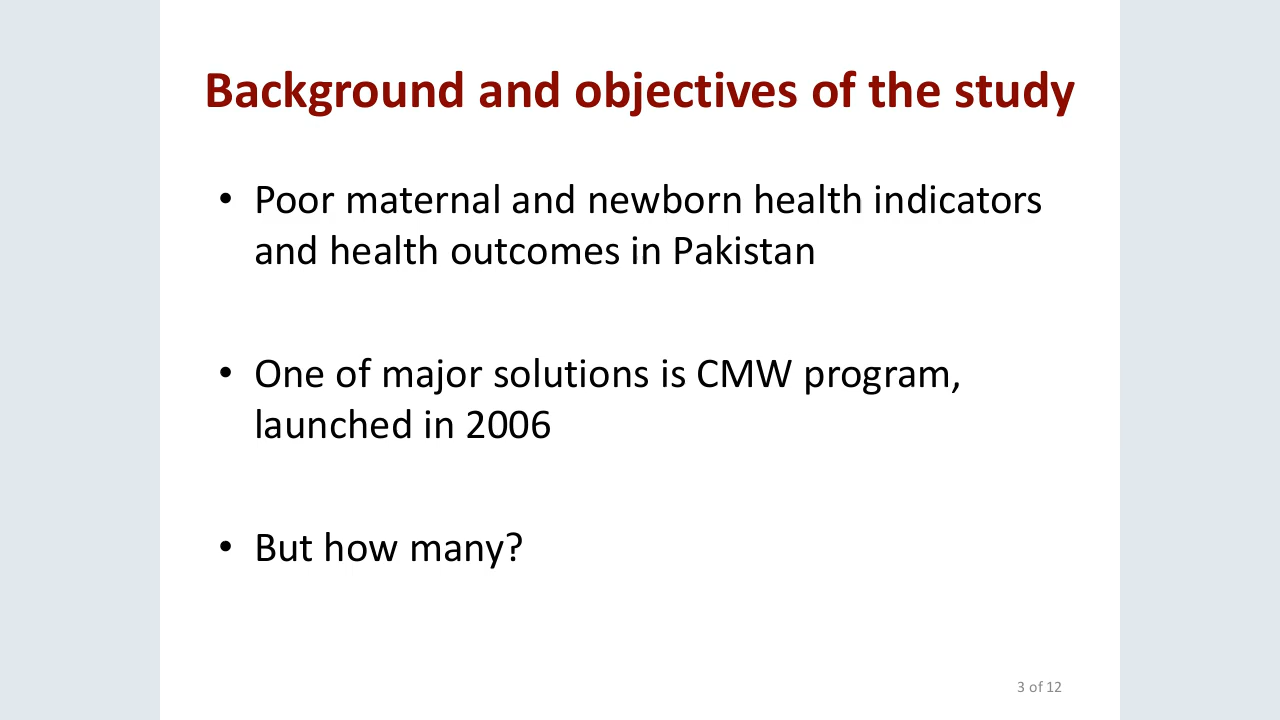 Background and objectives of the study
• Poor maternal and newborn health indicators
and health outcomes in Pakistan
• One of major solutions is CMW program,
launched in 2006
• But how many?
3 of 12